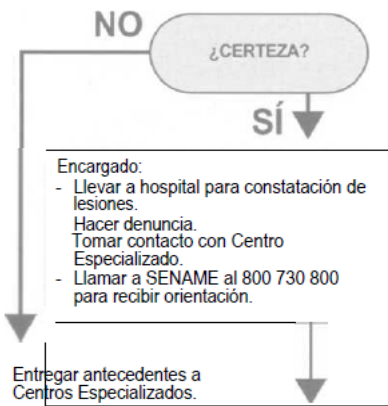 NO
¿CERTEZA?
SÍ
Encargado:
- Llevar a hospital para constatación de
lesiones.
Hacer denuncia.
Tomar contacto con Centro
Especializado.
- Llamar a SENAME al 800 730 800
para recibir orientación.
Entregar antecedentes a
Centros Especializados.